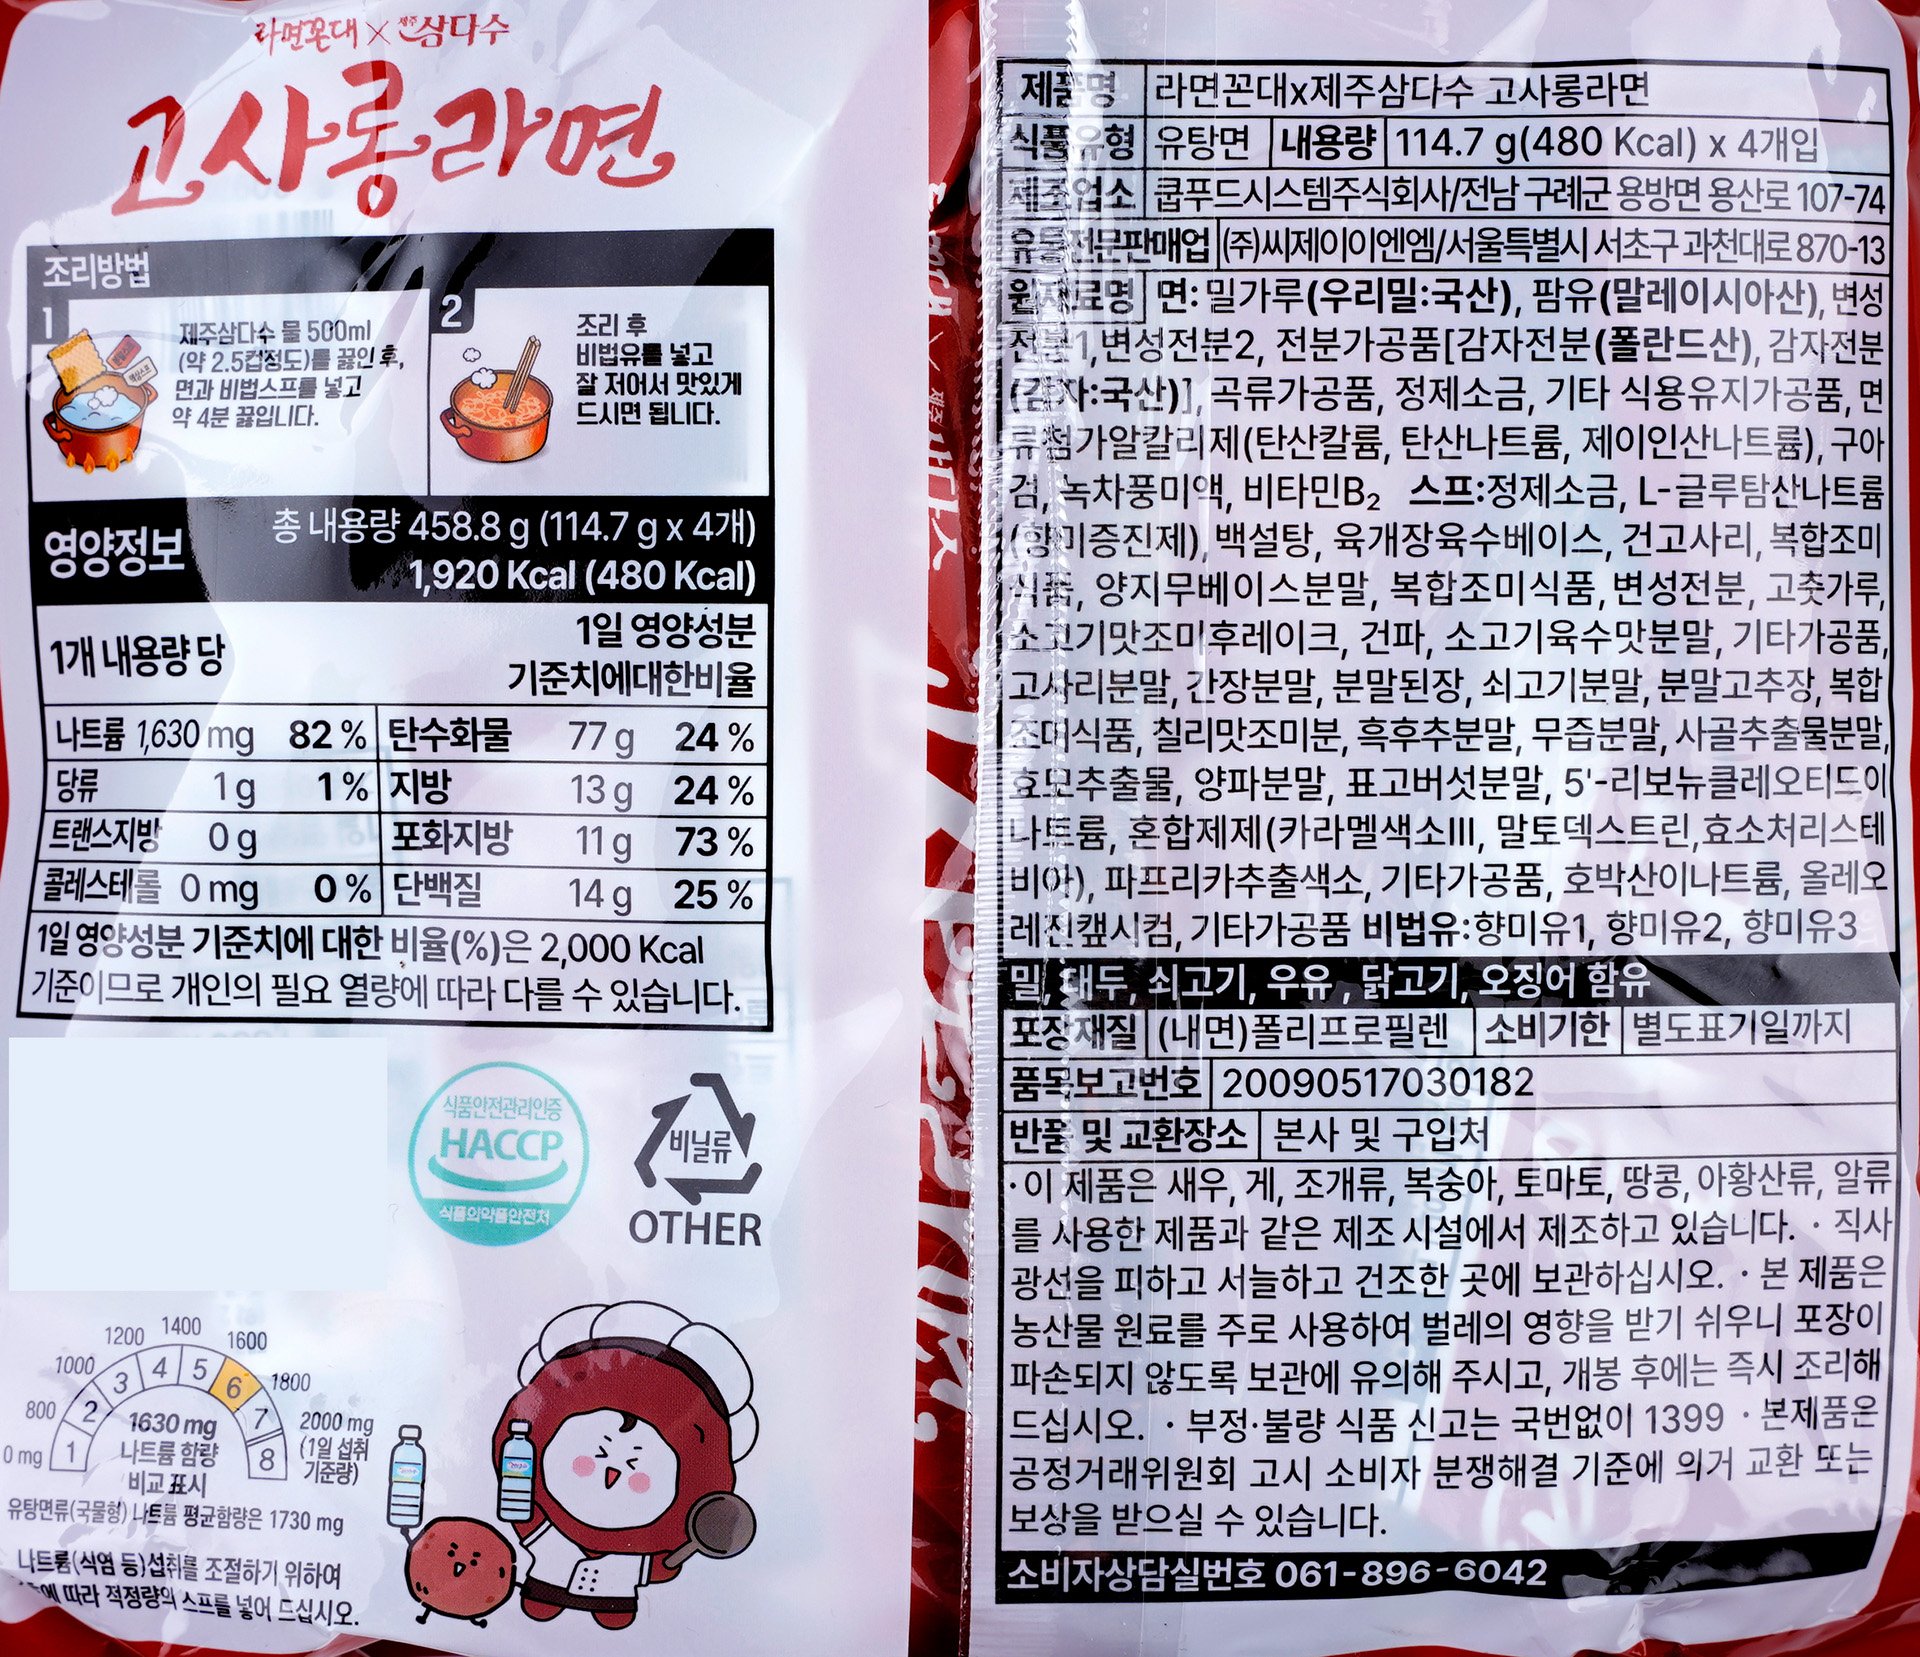 라면꼰대 × 제주삼다수
고사롱라면
조리방법
1
제주삼다수 물 500ml
(약 2.5컵정도)를 끓인 후,
면과 비법스프를 넣고
약 4분 끓입니다.
2
조리 후
비법유를 넣고
잘 저어서 맛있게
드시면 됩니다.
영양정보
총 내용량 458.8 g (114.7 g x 4개)
1,920 Kcal (480 Kcal)
1개 내용량 당
1일 영양성분
기준치에대한비율
나트륨 1,630 mg 82 % 탄수화물 77 g 24 %
당류 1 g 1 % 지방 13 g 24 %
트랜스지방 0 g 포화지방 11 g 73 %
콜레스테롤 0 mg 0 % 단백질 14 g 25 %
1일 영양성분 기준치에 대한 비율(%)은 2,000 Kcal
기준이므로 개인의 필요 열량에 따라 다를 수 있습니다.
식품안전관리인증
HACCP
식품의약품안전처
비닐류
OTHER
0 mg 800 1000 1200 1400 1600 1800 2000 mg
(1일 섭취
기준량)
1 2 3 4 5 6 7 8
1630 mg
나트륨 함량
비교 표시
유탕면류(국물형) 나트륨 평균함량은 1730 mg
나트륨(식염 등)섭취를 조절하기 위하여
에 따라 적정량의 스프를 넣어 드십시오.
제품명 라면꼰대x제주삼다수 고사롱라면
식품유형 유탕면 내용량 114.7 g(480 Kcal) x 4개입
제조업소 쿱푸드시스템주식회사/전남 구례군 용방면 용산로 107-74
유통전문판매업 (주)씨제이이엔엠/서울특별시 서초구 과천대로 870-13
원재료명 면: 밀가루(우리밀:국산), 팜유(말레이시아산), 변성
전분1,변성전분2, 전분가공품[감자전분(폴란드산), 감자전분
(감자:국산)], 곡류가공품, 정제소금, 기타 식용유지가공품, 면
류첨가알칼리제(탄산칼륨, 탄산나트륨, 제이인산나트륨), 구아
검, 녹차풍미액, 비타민B₂ 스프:정제소금, L-글루탐산나트륨
(향미증진제), 백설탕, 육개장육수베이스, 건고사리, 복합조미
식품, 양지무베이스분말, 복합조미식품, 변성전분, 고춧가루,
소고기맛조미후레이크, 건파, 소고기육수맛분말, 기타가공품,
고사리분말, 간장분말, 분말된장, 쇠고기분말, 분말고추장, 복합
조미식품, 칠리맛조미분, 흑후추분말, 무즙분말, 사골추출물분말,
효모추출물, 양파분말, 표고버섯분말, 5'-리보뉴클레오티드이
나트륨, 혼합제제(카라멜색소III, 말토덱스트린,효소처리스테
비아), 파프리카추출색소, 기타가공품, 호박산이나트륨, 올레오
레진캪시컴, 기타가공품 비법유:향미유1, 향미유2, 향미유3
밀, 대두, 쇠고기, 우유, 닭고기, 오징어 함유
포장재질 (내면)폴리프로필렌 소비기한 별도표기일까지
품목보고번호 20090517030182
반품 및 교환장소 본사 및 구입처
·이 제품은 새우, 게, 조개류, 복숭아, 토마토, 땅콩, 아황산류, 알류
를 사용한 제품과 같은 제조 시설에서 제조하고 있습니다. · 직사
광선을 피하고 서늘하고 건조한 곳에 보관하십시오. · 본 제품은
농산물 원료를 주로 사용하여 벌레의 영향을 받기 쉬우니 포장이
파손되지 않도록 보관에 유의해 주시고, 개봉 후에는 즉시 조리해
드십시오. · 부정·불량 식품 신고는 국번없이 1399 · 본제품은
공정거래위원회 고시 소비자 분쟁해결 기준에 의거 교환 또는
보상을 받으실 수 있습니다.
소비자상담실번호 061-896-6042